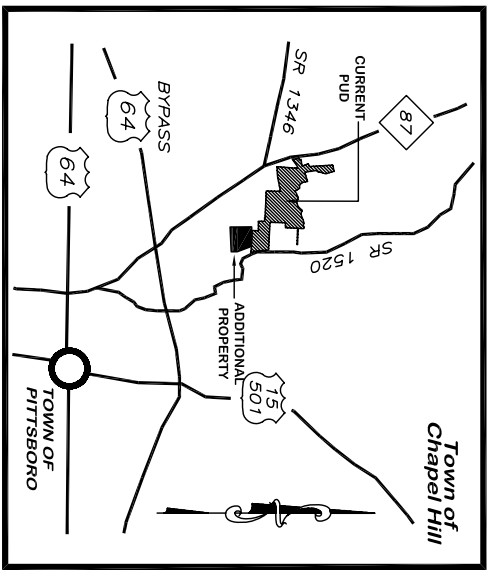 SR 1346
CURRENT
PUD
87
BYPASS
64
64
SR 1520
ADDITIONAL
PROPERTY
15
501
TOWN OF
PITTSBORO
Town of
Chapel Hill